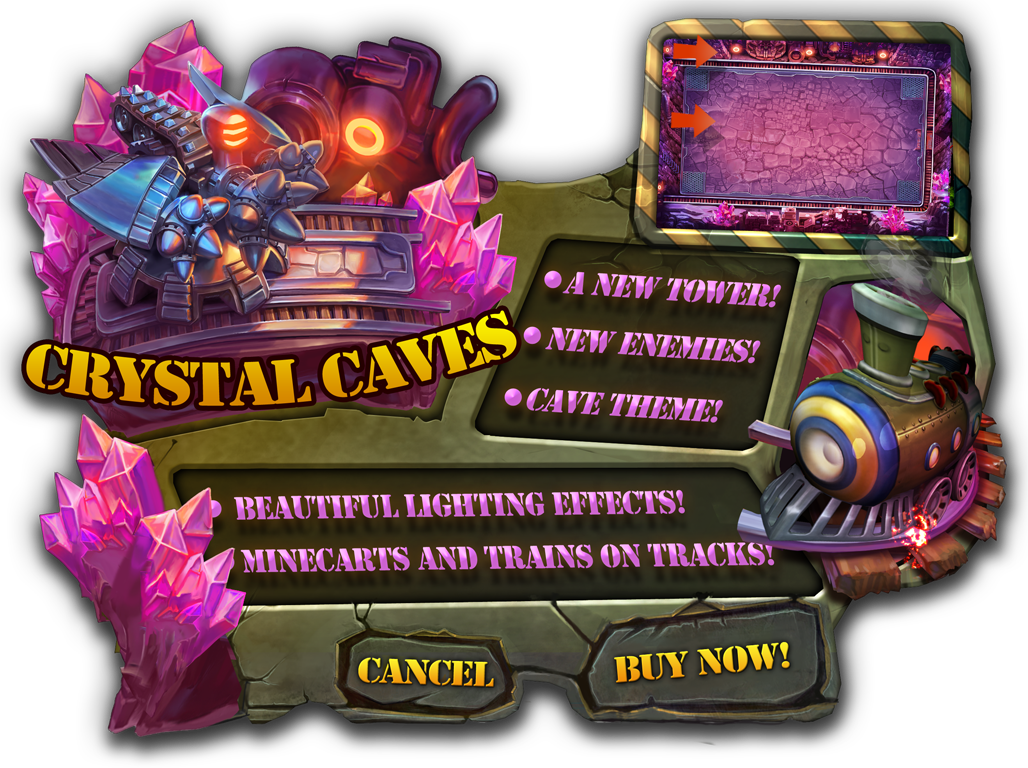 CRYSTAL CAVES
A NEW TOWER!
NEW ENEMIES!
CAVE THEME!
BEAUTIFUL LIGHTING EFFECTS!
MINECARTS AND TRAINS ON TRACKS!
CANCEL
BUY NOW!